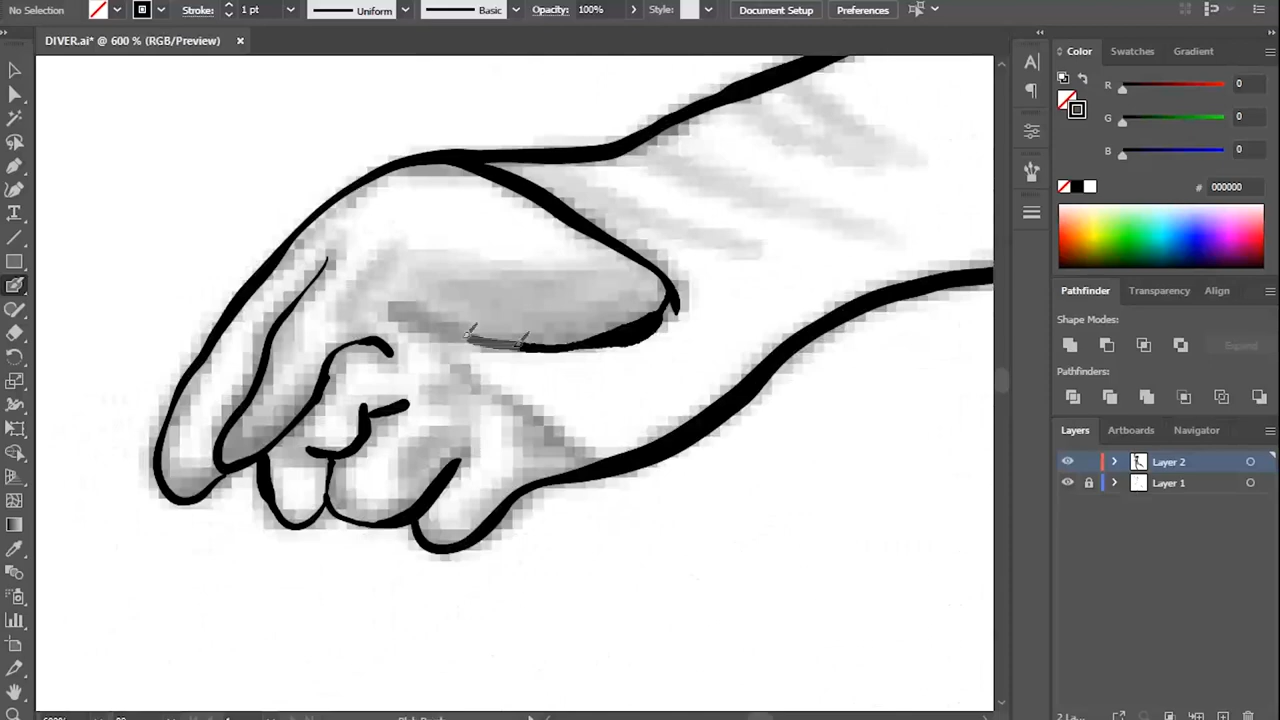 No Selection Stroke: 1 pt Uniform Basic Opacity: 100% Style: Document Setup Preferences
DIVER.ai* @ 600 % (RGB/Preview) ×
Color Swatches Gradient
R 0
G 0
B 0
# 000000
Pathfinder Transparency Align
Shape Modes:
Expand
Pathfinders:
Layers Artboards Navigator
Layer 2
Layer 1